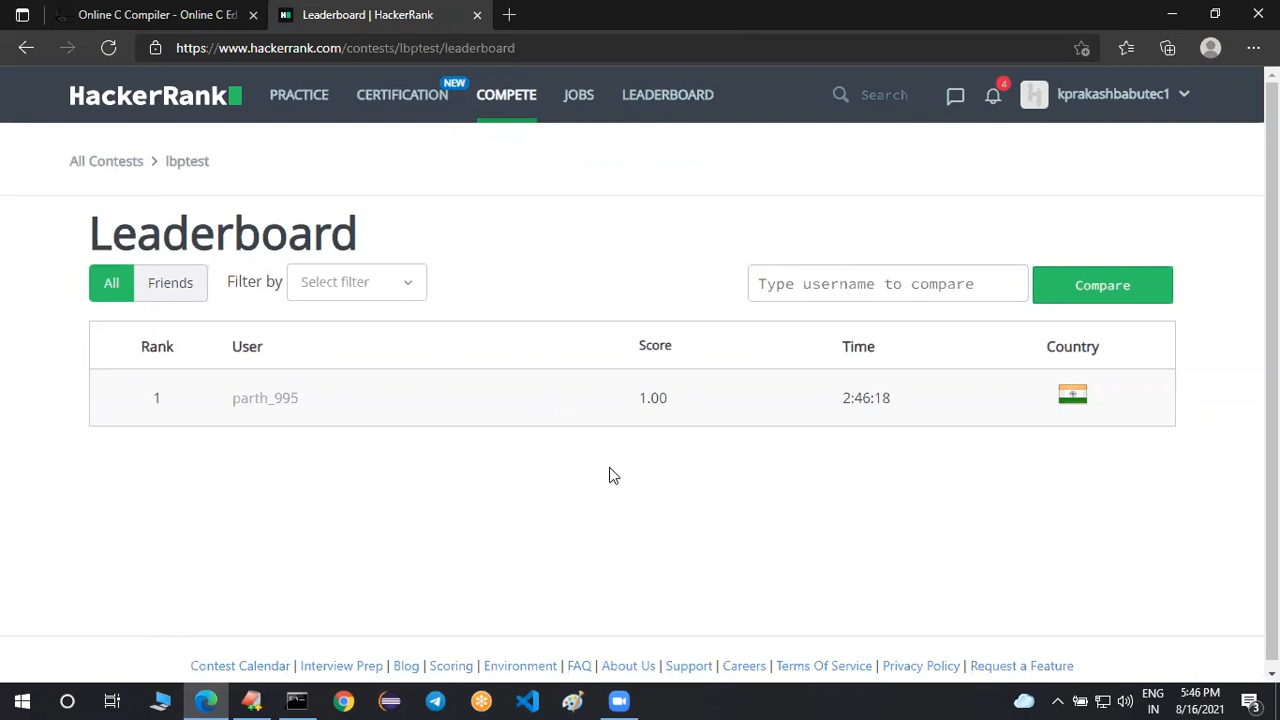 Online C Compiler - Online C Ed
Leaderboard | HackerRank
https://www.hackerrank.com/contests/lbptest/leaderboard
HackerRank
PRACTICE
CERTIFICATION
NEW
COMPETE
JOBS
LEADERBOARD
Search
4
kprakashbabutec1
All Contests > lbptest
Leaderboard
All
Friends
Filter by
Select filter
Type username to compare
Compare
Rank User Score Time Country
1 parth_995 1.00 2:46:18
Contest Calendar | Interview Prep | Blog | Scoring | Environment | FAQ | About Us | Support | Careers | Terms Of Service | Privacy Policy | Request a Feature
ENG
IN
5:46 PM
8/16/2021
3